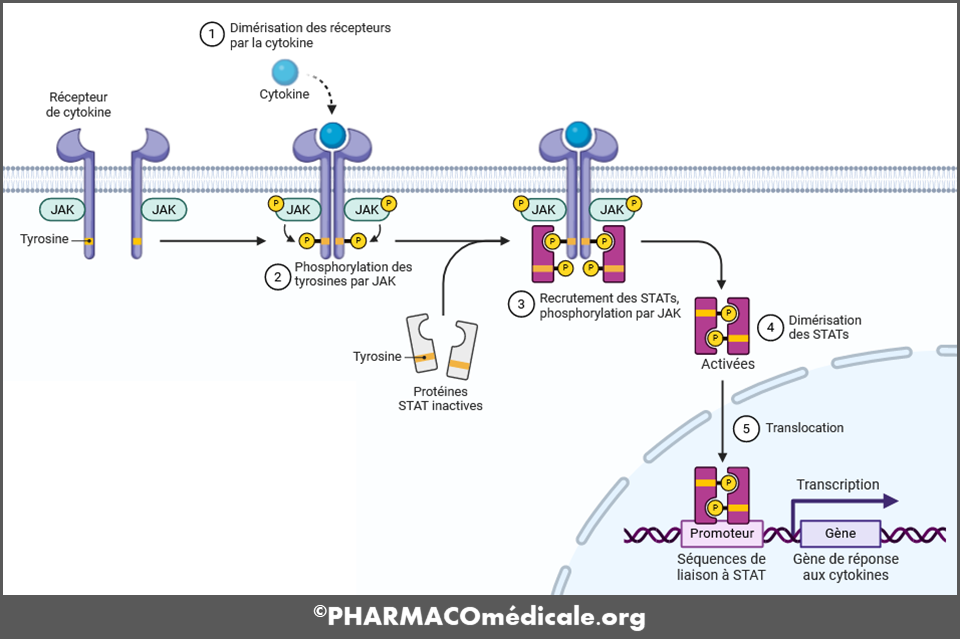 1
Dimérisation des récepteurs
par la cytokine
Cytokine
Récepteur
de cytokine
JAK
JAK
Tyrosine
P
JAK
JAK
P
P
P
2
Phosphorylation des
tyrosines par JAK
P
JAK
JAK
P
P
P
P
P
3
Recrutement des STATs,
phosphorylation par JAK
Tyrosine
Protéines
STAT inactives
P
P
4
Dimérisation
des STATs
Activées
5
Translocation
P
P
Transcription
Promoteur
Gène
Séquences de
liaison à STAT
Gène de réponse
aux cytokines
©PHARMACOmédicale.org